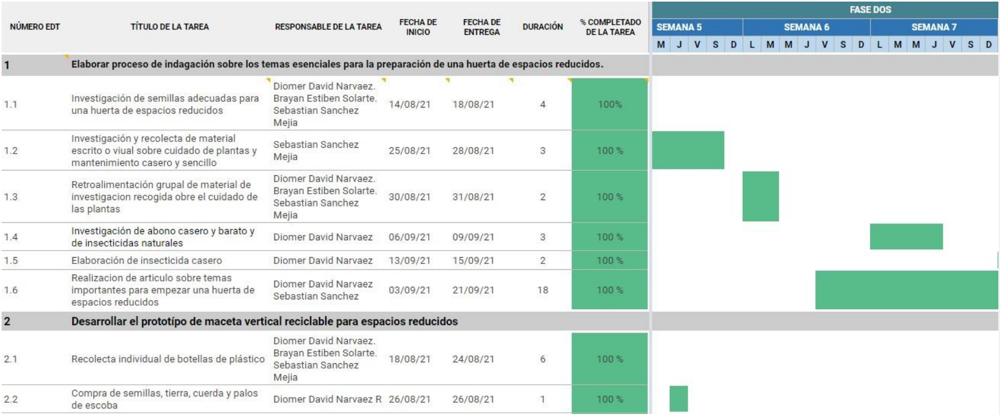 FASE DOS
NÚMERO EDT TÍTULO DE LA TAREA RESPONSABLE DE LA TAREA FECHA DE INICIO FECHA DE ENTREGA DURACIÓN % COMPLETADO DE LA TAREA SEMANA 5 SEMANA 6 SEMANA 7
M J V S D L M M J V S D L M M J V S D
1 Elaborar proceso de indagación sobre los temas esenciales para la preparación de una huerta de espacios reducidos.
1.1
Investigación de semillas adecuadas para
una huerta de espacios reducidos
Diomer David Narvaez.
Brayan Estiben Solarte.
Sebastian Sanchez
Mejia
14/08/21 18/08/21 4 100%
1.2
Investigación y recolecta de material
escrito o viual sobre cuidado de plantas y
mantenimiento casero y sencillo
Sebastian Sanchez
Mejia
25/08/21 28/08/21 3 100 %
1.3
Retroalimentación grupal de material de
investigacion recogida obre el cuidado de
las plantas
Diomer David Narvaez.
Brayan Estiben Solarte.
Sebastian Sanchez
Mejia
30/08/21 31/08/21 2 100 %
1.4
Investigación de abono casero y barato y
de insecticidas naturales
Diomer David Narvaez 06/09/21 09/09/21 3 100 %
1.5 Elaboración de insecticida casero Diomer David Narvaez 13/09/21 15/09/21 2 100 %
1.6
Realizacion de articulo sobre temas
importantes para empezar una huerta de
espacios reducidos
Diomer David Narvaez
Sebastian Sanchez
03/09/21 21/09/21 18 100 %
2 Desarrollar el prototípo de maceta vertical reciclable para espacios reducidos
2.1 Recolecta individual de botellas de plástico
Diomer David Narvaez.
Brayan Estiben Solarte.
Sebastian Sanchez
Mejia
18/08/21 24/08/21 6 100 %
2.2
Compra de semillas, tierra, cuerda y palos
de escoba
Diomer David Narvaez R 26/08/21 26/08/21 1 100 %